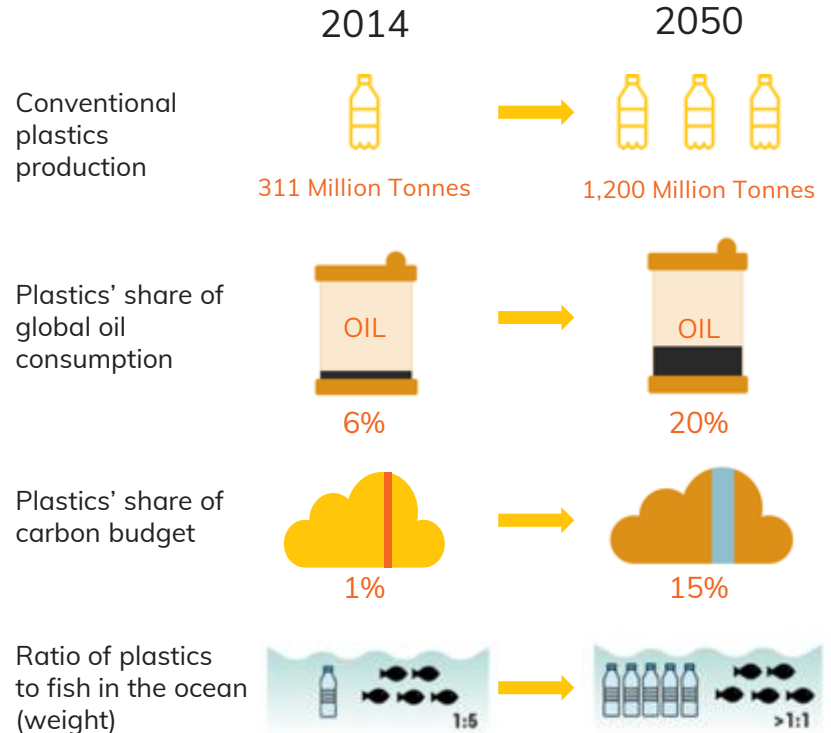 2014
2050
Conventional
plastics
production
311 Million Tonnes
1,200 Million Tonnes
Plastics’ share of
global oil
consumption
OIL
OIL
6%
20%
Plastics’ share of
carbon budget
1%
15%
Ratio of plastics
to fish in the ocean
(weight)
1:5
>1:1